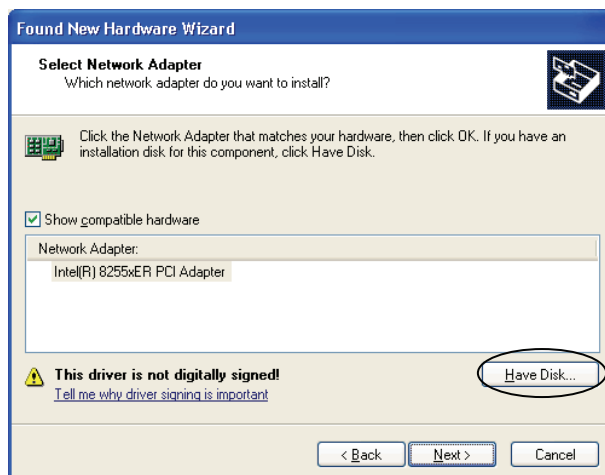 Found New Hardware Wizard
Select Network Adapter
Which network adapter do you want to install?
Click the Network Adapter that matches your hardware, then click OK. If you have an
installation disk for this component, click Have Disk.
Show compatible hardware
Network Adapter:
Intel(R) 8255xER PCI Adapter
This driver is not digitally signed!
Tell me why driver signing is important
Have Disk...
< Back
Next >
Cancel